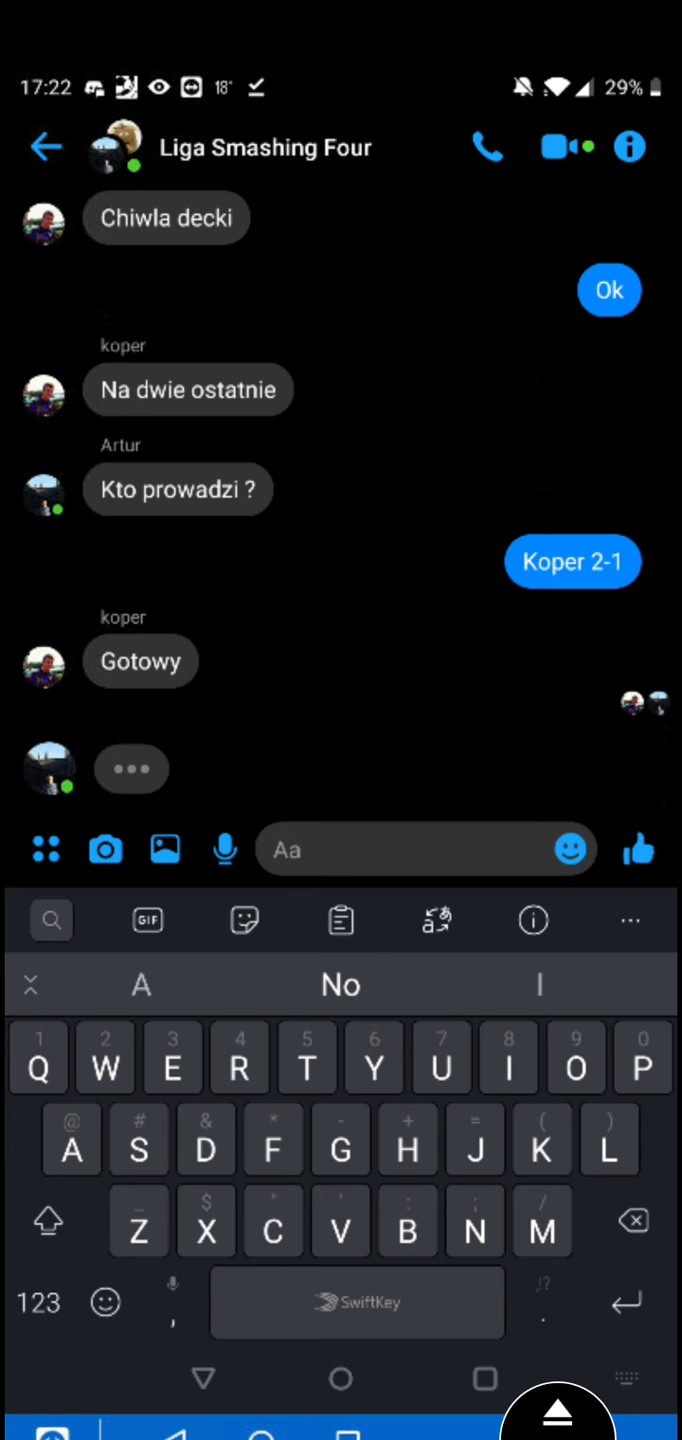 17:22 18° 29%
Liga Smashing Four
Chiwla decki
Ok
koper
Na dwie ostatnie
Artur
Kto prowadzi ?
Koper 2-1
koper
Gotowy
Aa
GIF
A No I
1 2 3 4 5 6 7 8 9 0
Q W E R T Y U I O P
@ # & * - + = ( )
A S D F G H J K L
_ $ " ' : ; /
Z X C V B N M
123 , SwiftKey ,!? .